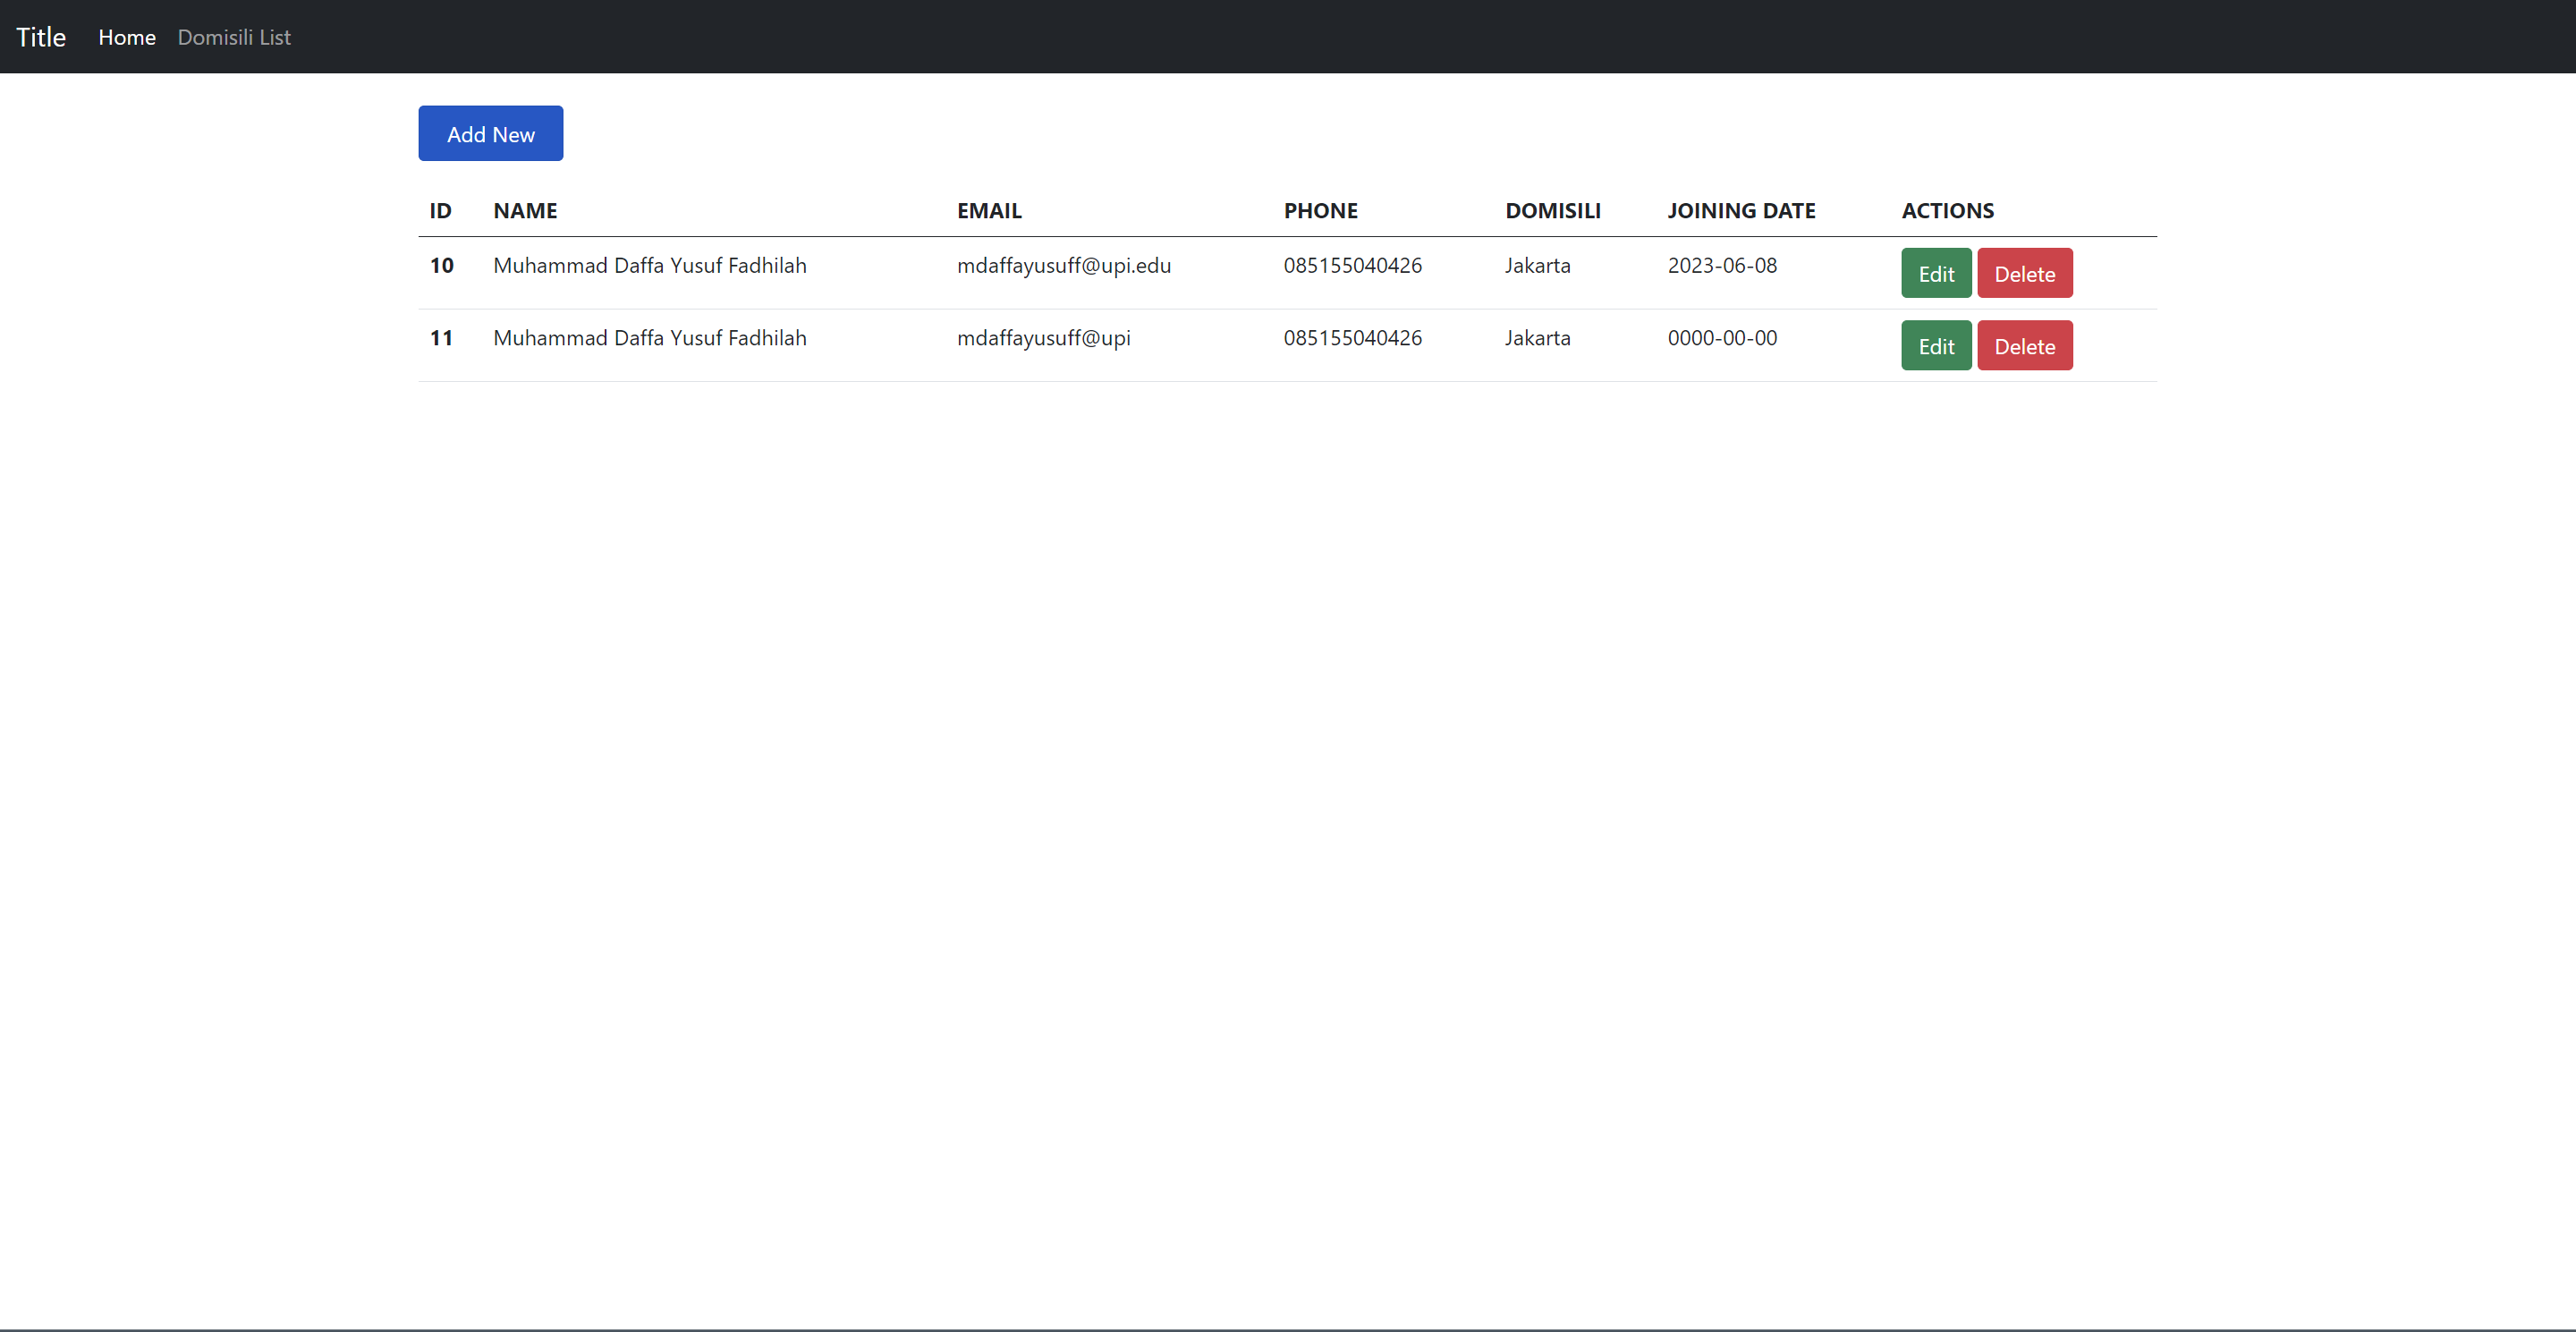 Title Home Domisili List
Add New
ID NAME EMAIL PHONE DOMISILI JOINING DATE ACTIONS
10 Muhammad Daffa Yusuf Fadhilah mdaffayusuff@upi.edu 085155040426 Jakarta 2023-06-08 Edit Delete
11 Muhammad Daffa Yusuf Fadhilah mdaffayusuff@upi 085155040426 Jakarta 0000-00-00 Edit Delete